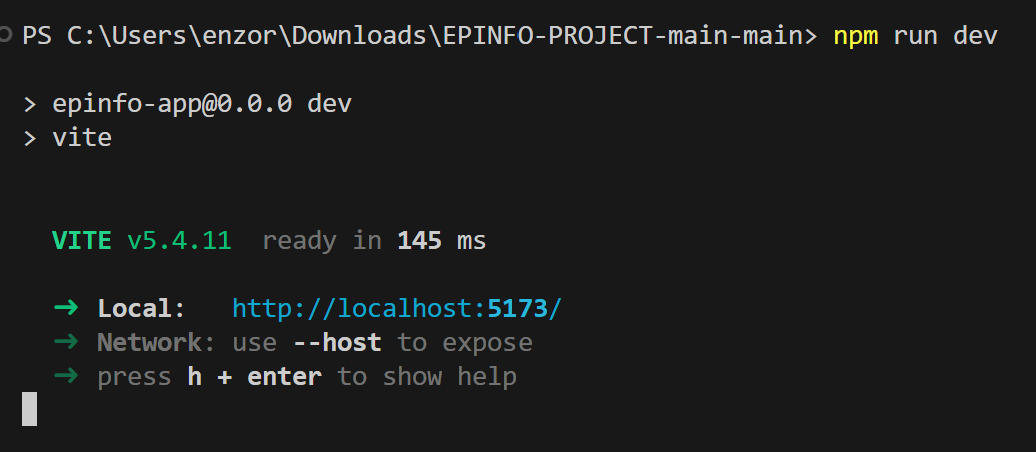 PS C:\Users\enzor\Downloads\EPINFO-PROJECT-main-main> npm run dev
> epinfo-app@0.0.0 dev
> vite
VITE v5.4.11  ready in 145 ms
➜ Local:   http://localhost:5173/
➜ Network: use --host to expose
➜ press h + enter to show help